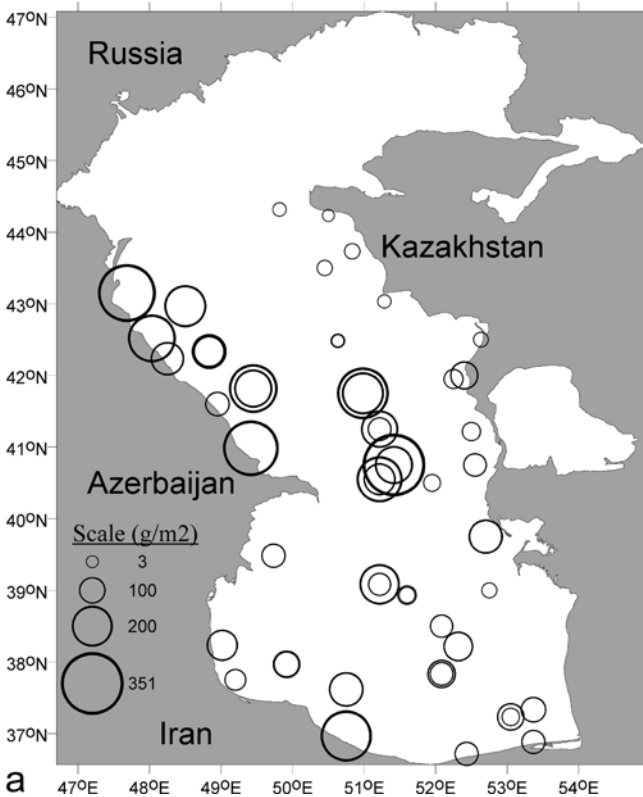 47ºN
Russia
46ºN
45ºN
44ºN
Kazakhstan
43ºN
42ºN
41ºN
Azerbaijan
40ºN
Scale (g/m2)
3
39ºN
100
200
38ºN
351
37ºN
Iran
a
47ºE 48ºE 49ºE 50ºE 51ºE 52ºE 53ºE 54ºE